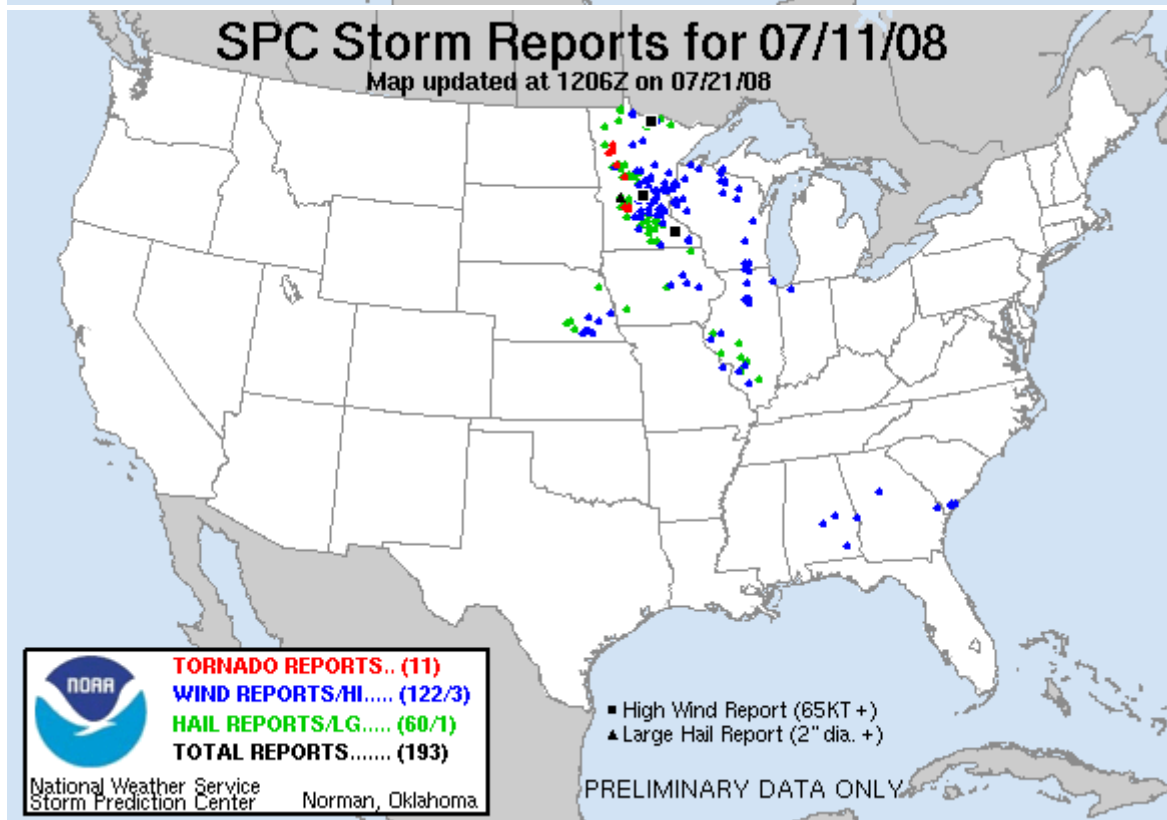 SPC Storm Reports for 07/11/08
Map updated at 1206Z on 07/21/08
NOAA
TORNADO REPORTS.. (11)
WIND REPORTS/HI..... (122/3)
HAIL REPORTS/LG..... (60/1)
TOTAL REPORTS....... (193)
National Weather Service
Storm Prediction Center
Norman, Oklahoma
High Wind Report (65KT +)
Large Hail Report (2" dia. +)
PRELIMINARY DATA ONLY